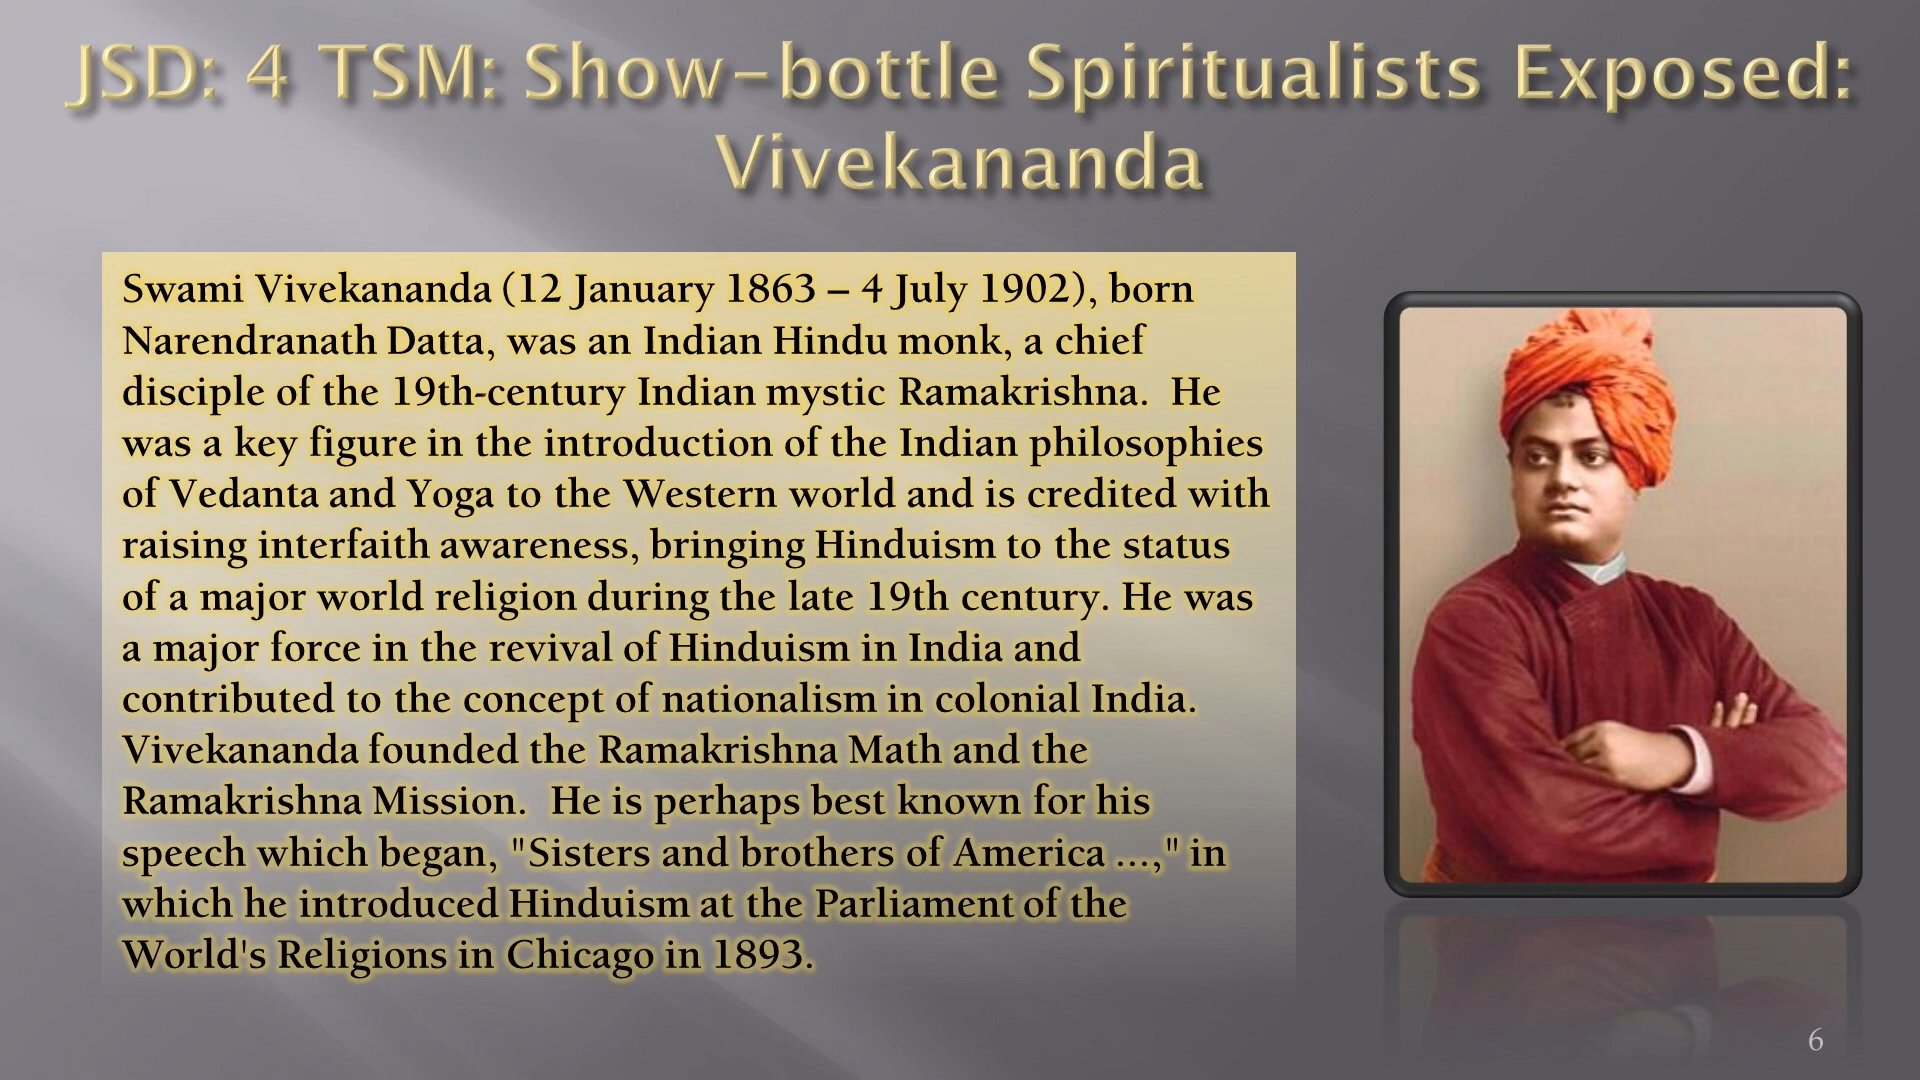 JSD: 4 TSM: Show-bottle Spiritualists Exposed:
Vivekananda
Swami Vivekananda (12 January 1863 – 4 July 1902), born
Narendranath Datta, was an Indian Hindu monk, a chief
disciple of the 19th-century Indian mystic Ramakrishna.  He
was a key figure in the introduction of the Indian philosophies
of Vedanta and Yoga to the Western world and is credited with
raising interfaith awareness, bringing Hinduism to the status
of a major world religion during the late 19th century. He was
a major force in the revival of Hinduism in India and
contributed to the concept of nationalism in colonial India.
Vivekananda founded the Ramakrishna Math and the
Ramakrishna Mission.  He is perhaps best known for his
speech which began, "Sisters and brothers of America ...," in
which he introduced Hinduism at the Parliament of the
World's Religions in Chicago in 1893.
6